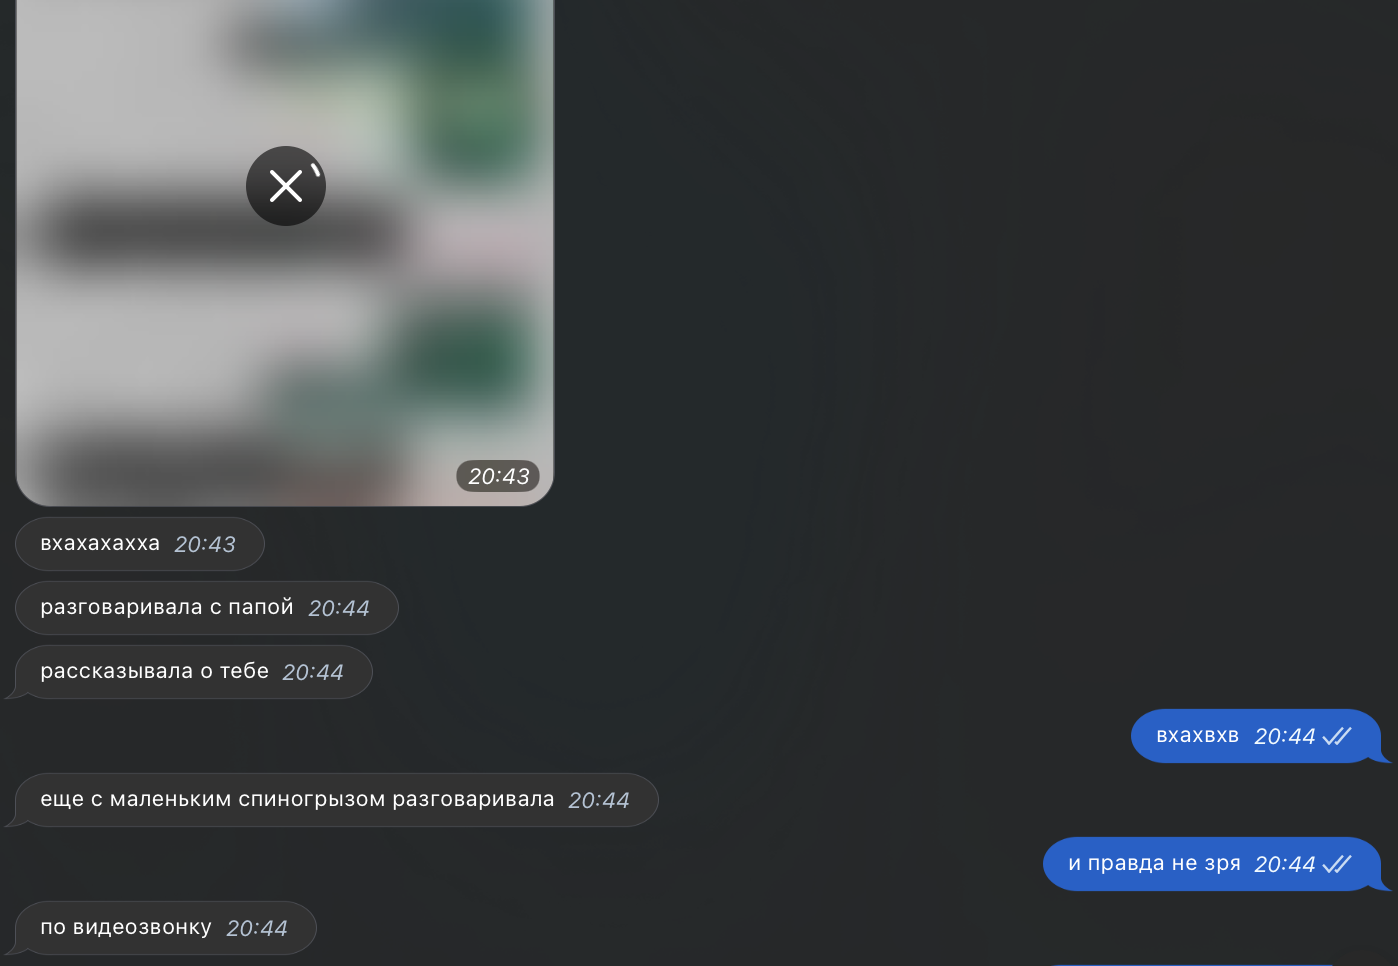 20:43
вхахахахха 20:43
разговаривала с папой 20:44
рассказывала о тебе 20:44
вхахвхв 20:44
еще с маленьким спиногрызом разговаривала 20:44
и правда не зря 20:44
по видеозвонку 20:44